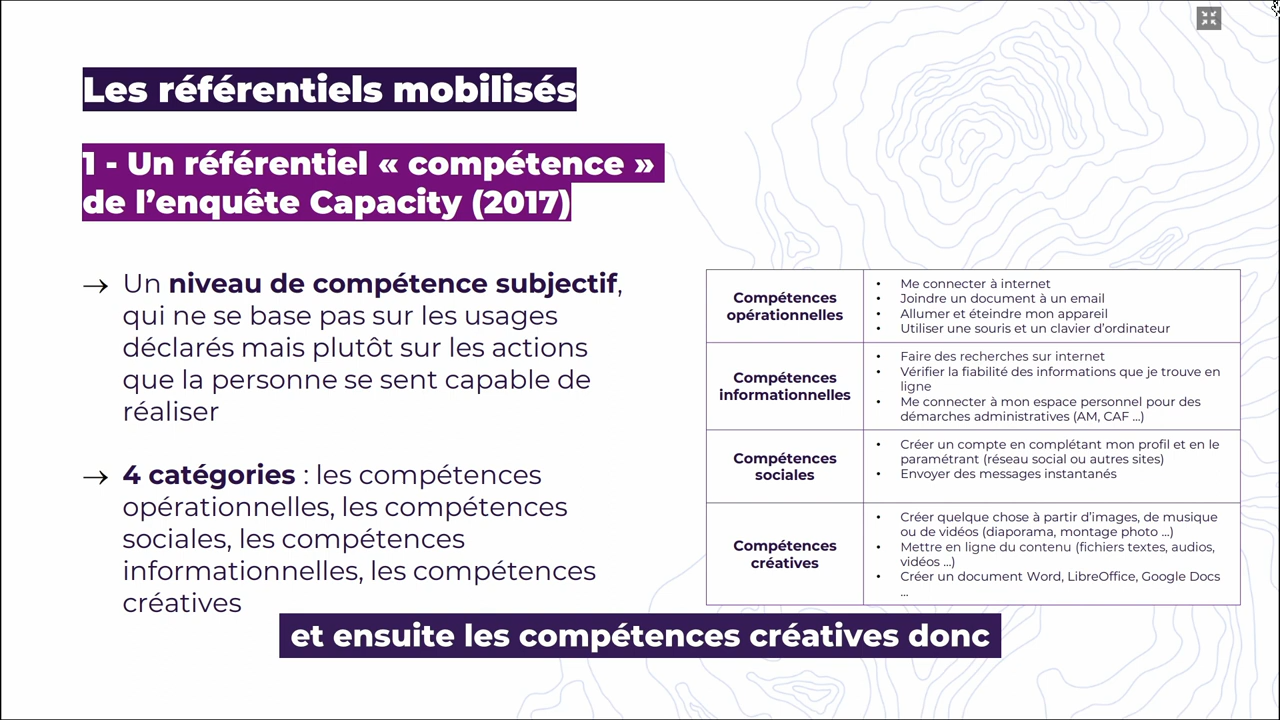 Les référentiels mobilisés
1 - Un référentiel « compétence »
de l’enquête Capacity (2017)
→ Un niveau de compétence subjectif,
qui ne se base pas sur les usages
déclarés mais plutôt sur les actions
que la personne se sent capable de
réaliser
→ 4 catégories : les compétences
opérationnelles, les compétences
sociales, les compétences
informationnelles, les compétences
créatives
Compétences
opérationnelles
• Me connecter à internet
• Joindre un document à un email
• Allumer et éteindre mon appareil
• Utiliser une souris et un clavier d’ordinateur
Compétences
informationnelles
• Faire des recherches sur internet
• Vérifier la fiabilité des informations que je trouve en
ligne
• Me connecter à mon espace personnel pour des
démarches administratives (AM, CAF ...)
Compétences
sociales
• Créer un compte en complétant mon profil et en le
paramétrant (réseau social ou autres sites)
• Envoyer des messages instantanés
Compétences
créatives
• Créer quelque chose à partir d’images, de musique
ou de vidéos (diaporama, montage photo ...)
• Mettre en ligne du contenu (fichiers textes, audios,
vidéos ...)
• Créer un document Word, LibreOffice, Google Docs
...
et ensuite les compétences créatives donc